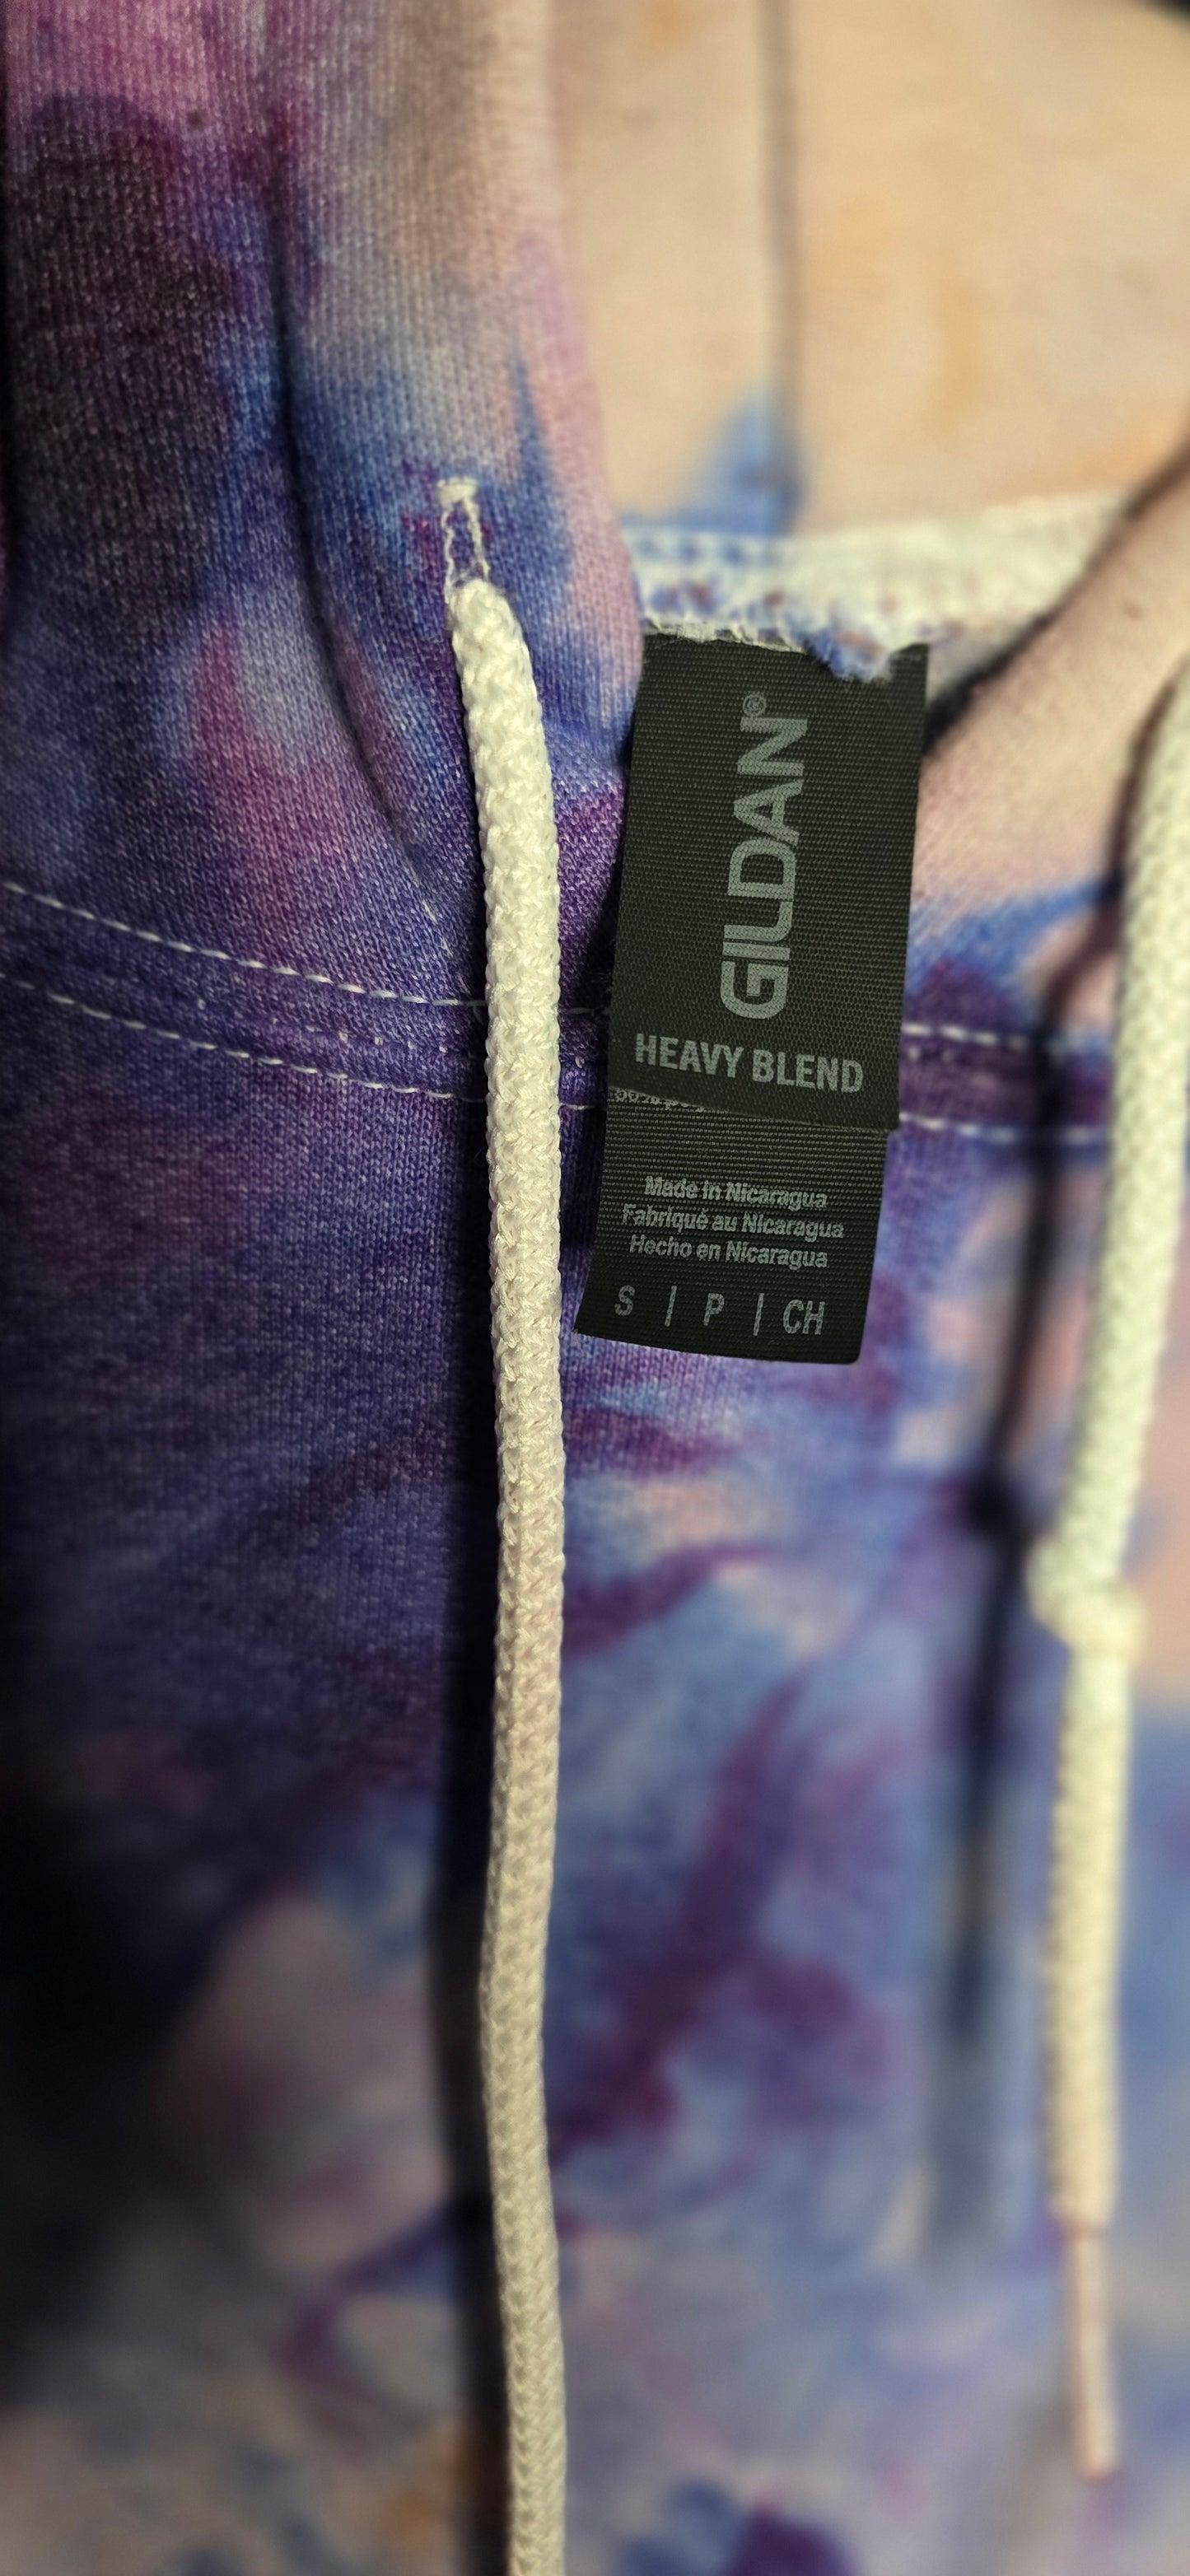 GILDAN®
HEAVY BLEND
Made in Nicaragua
Fabriqué au Nicaragua
Hecho en Nicaragua
S | P | CH